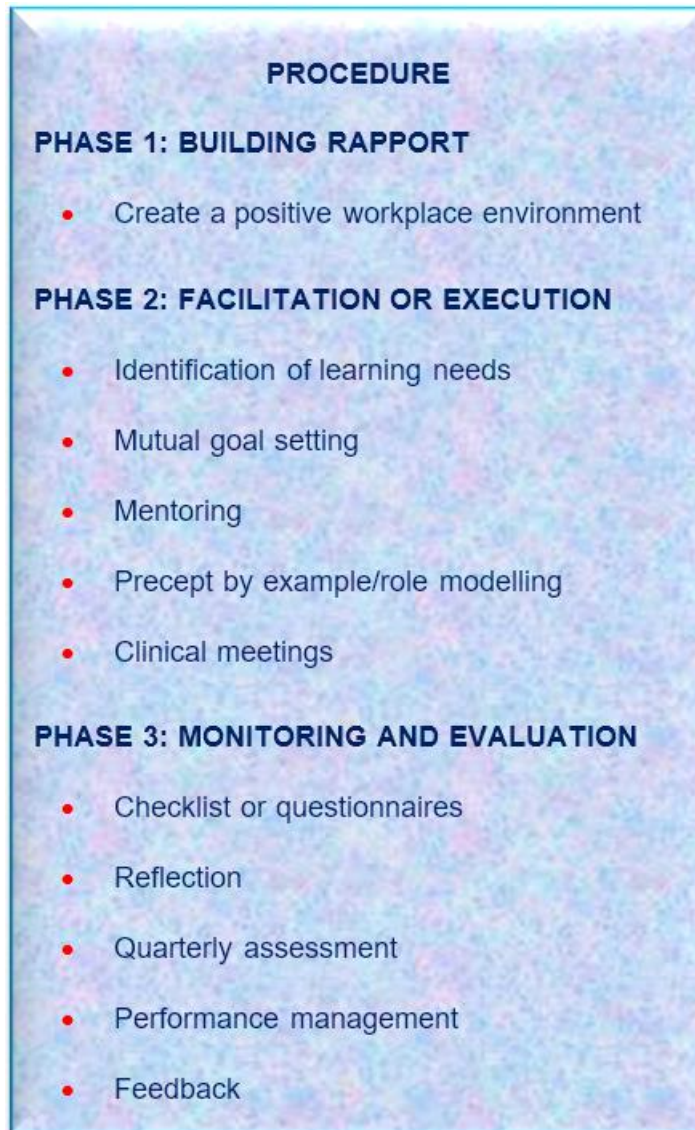 PROCEDURE
PHASE 1: BUILDING RAPPORT
• Create a positive workplace environment
PHASE 2: FACILITATION OR EXECUTION
• Identification of learning needs
• Mutual goal setting
• Mentoring
• Precept by example/role modelling
• Clinical meetings
PHASE 3: MONITORING AND EVALUATION
• Checklist or questionnaires
• Reflection
• Quarterly assessment
• Performance management
• Feedback